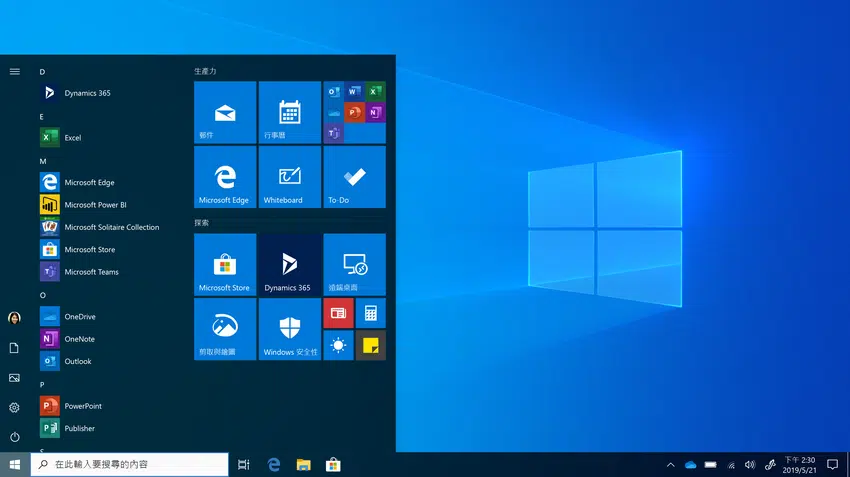 D
Dynamics 365
E
Excel
M
Microsoft Edge
Microsoft Power BI
Microsoft Solitaire Collection
Microsoft Store
Microsoft Teams
O
OneDrive
OneNote
Outlook
P
PowerPoint
Publisher
S
生產力
郵件
行事曆
Microsoft Edge
Whiteboard
To-Do
探索
Microsoft Store
Dynamics 365
遠端桌面
剪取與繪圖
Windows 安全性
在此輸入要搜尋的內容
下午 2:30
2019/5/21